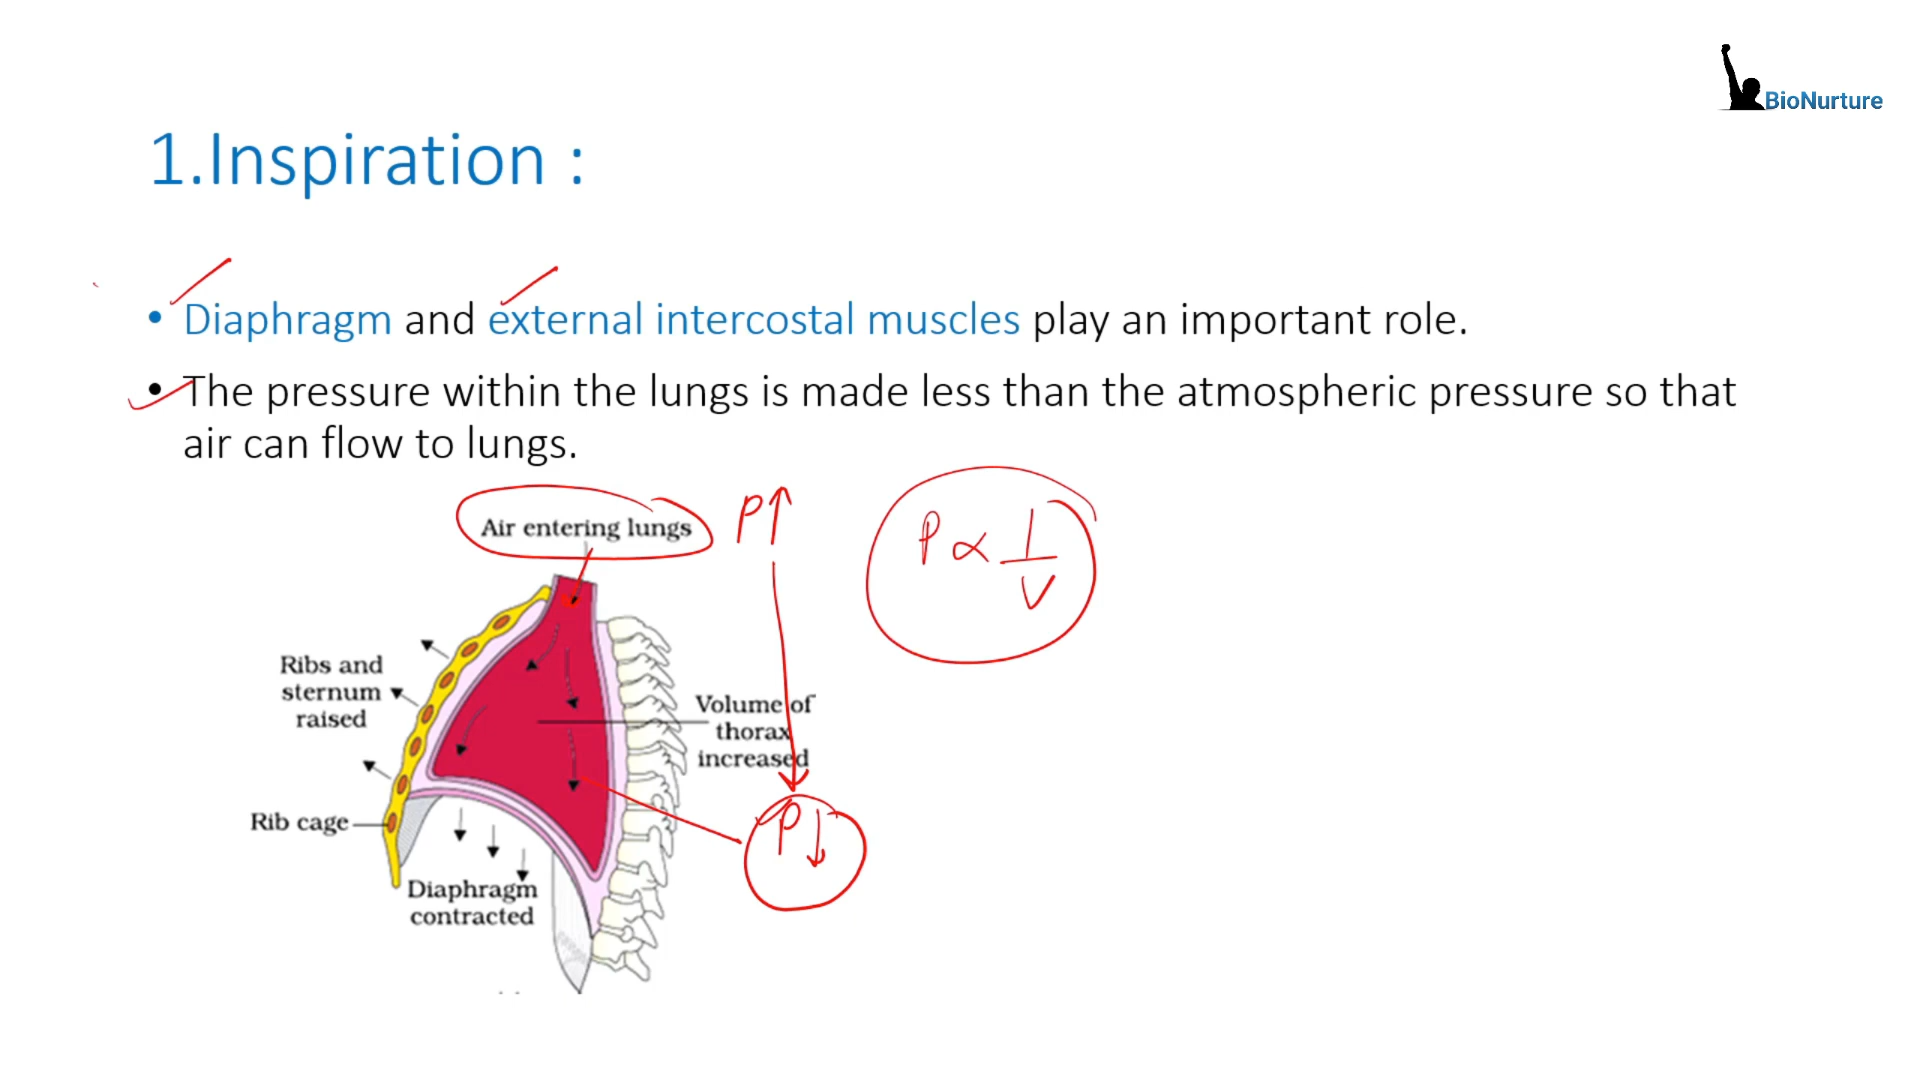 BioNurture
1.Inspiration :
• Diaphragm and external intercostal muscles play an important role.
• The pressure within the lungs is made less than the atmospheric pressure so that
air can flow to lungs.
Air entering lungs
P↑
P ∝ 1/V
Ribs and
sternum
raised
Volume of
thorax
increased
Rib cage
P↓
Diaphragm
contracted